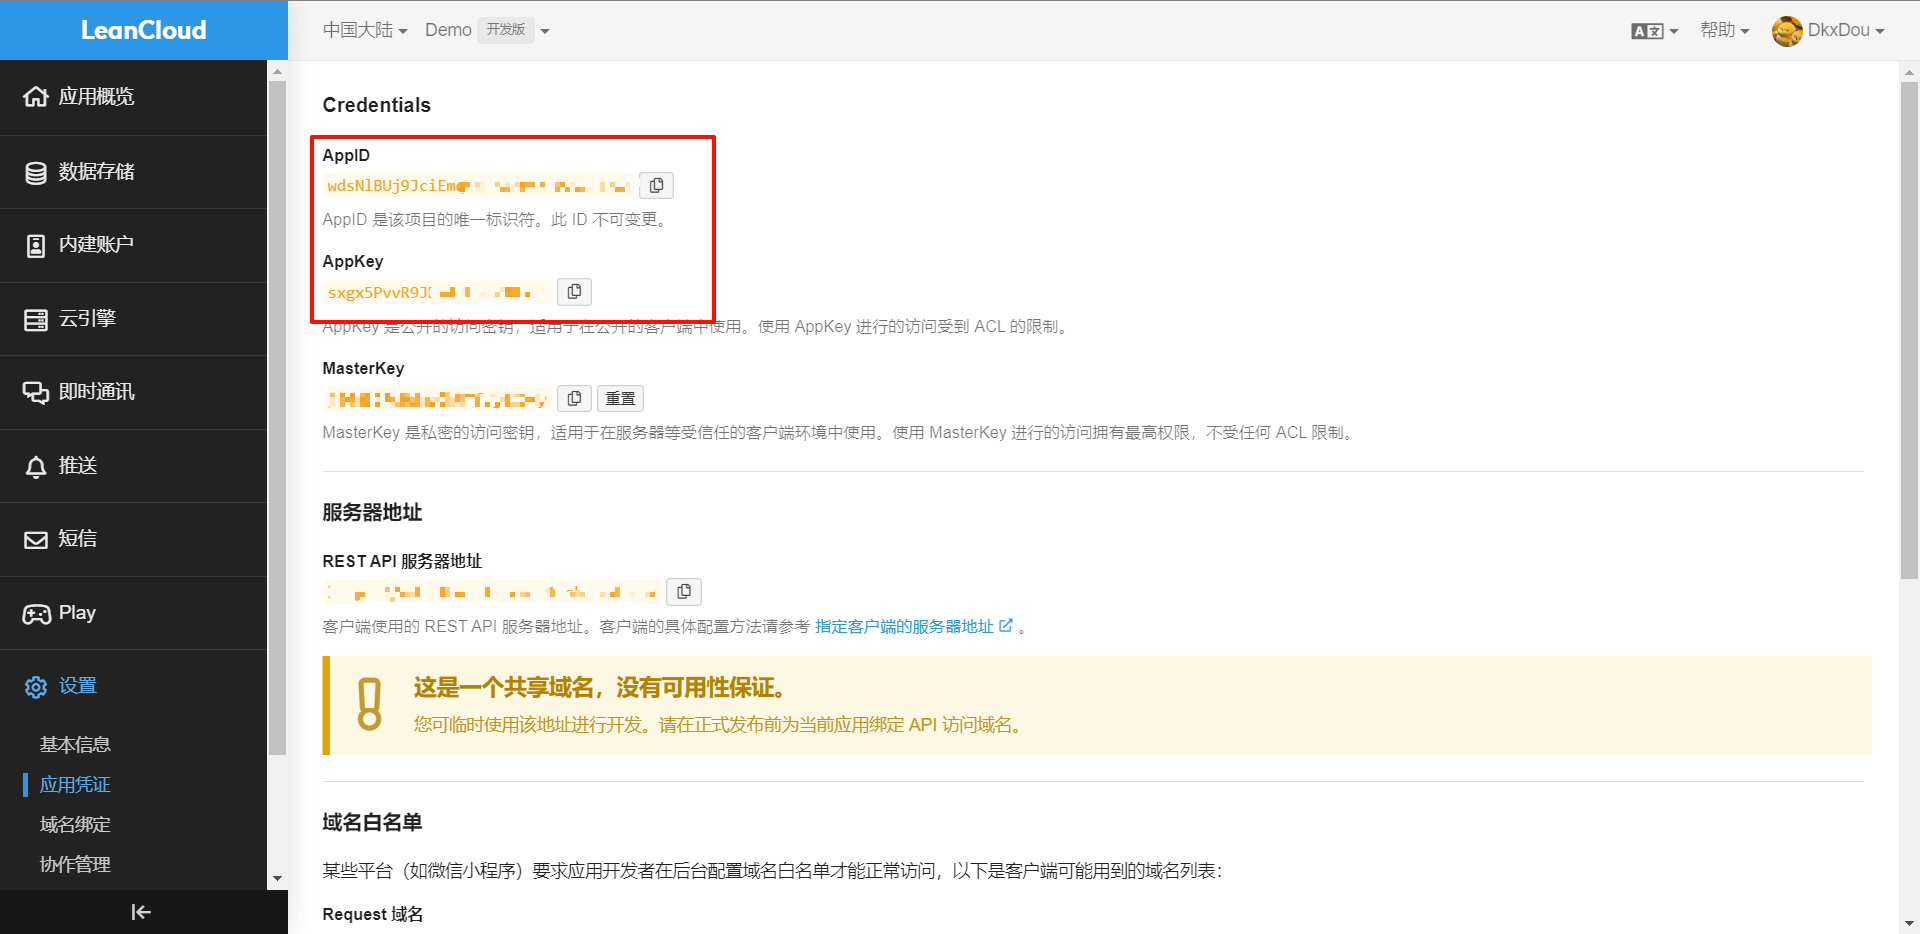 LeanCloud
中国大陆
Demo 开发版
帮助
DkxDou
应用概览
数据存储
内建账户
云引擎
即时通讯
推送
短信
Play
设置
基本信息
应用凭证
域名绑定
协作管理
Credentials
AppID
wdsNlBUj9JciEm
AppID 是该项目的唯一标识符。此 ID 不可变更。
AppKey
sxgx5PvvR9J
AppKey 是公开的访问密钥，适用于在公开的客户端中使用。使用 AppKey 进行的访问受到 ACL 的限制。
MasterKey
重置
MasterKey 是私密的访问密钥，适用于在服务器等受信任的客户端环境中使用。使用 MasterKey 进行的访问拥有最高权限，不受任何 ACL 限制。
服务器地址
REST API 服务器地址
客户端使用的 REST API 服务器地址。客户端的具体配置方法请参考 指定客户端的服务器地址 。
这是一个共享域名，没有可用性保证。
您可临时使用该地址进行开发。请在正式发布前为当前应用绑定 API 访问域名。
域名白名单
某些平台（如微信小程序）要求应用开发者在后台配置域名白名单才能正常访问，以下是客户端可能用到的域名列表：
Request 域名